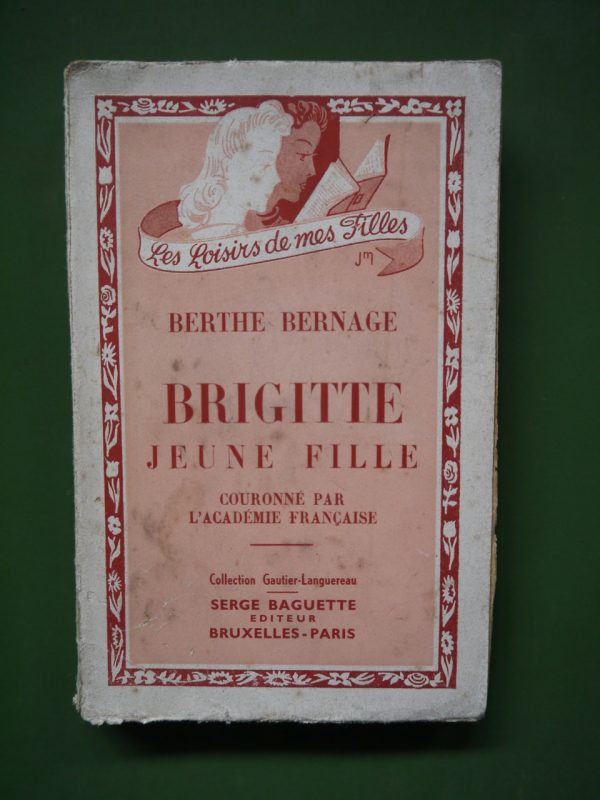 Les Loisirs de mes Filles
JM
BERTHE BERNAGE
BRIGITTE
JEUNE FILLE
COURONNÉ PAR
L'ACADÉMIE FRANÇAISE
Collection Gautier-Languereau
SERGE BAGUETTE
EDITEUR
BRUXELLES-PARIS